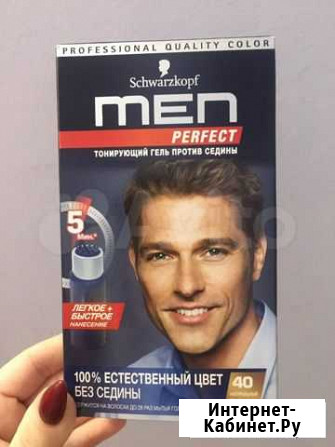 PROFESSIONAL QUALITY COLOR
Schwarzkopf
MEN
PERFECT
ТОНИРУЮЩИЙ ГЕЛЬ ПРОТИВ СЕДИНЫ
5
Мин.*
ЛЕГКОЕ +
БЫСТРОЕ
НАНЕСЕНИЕ
100% ЕСТЕСТВЕННЫЙ ЦВЕТ
БЕЗ СЕДИНЫ
40
Интернет-
Кабинет.Ру